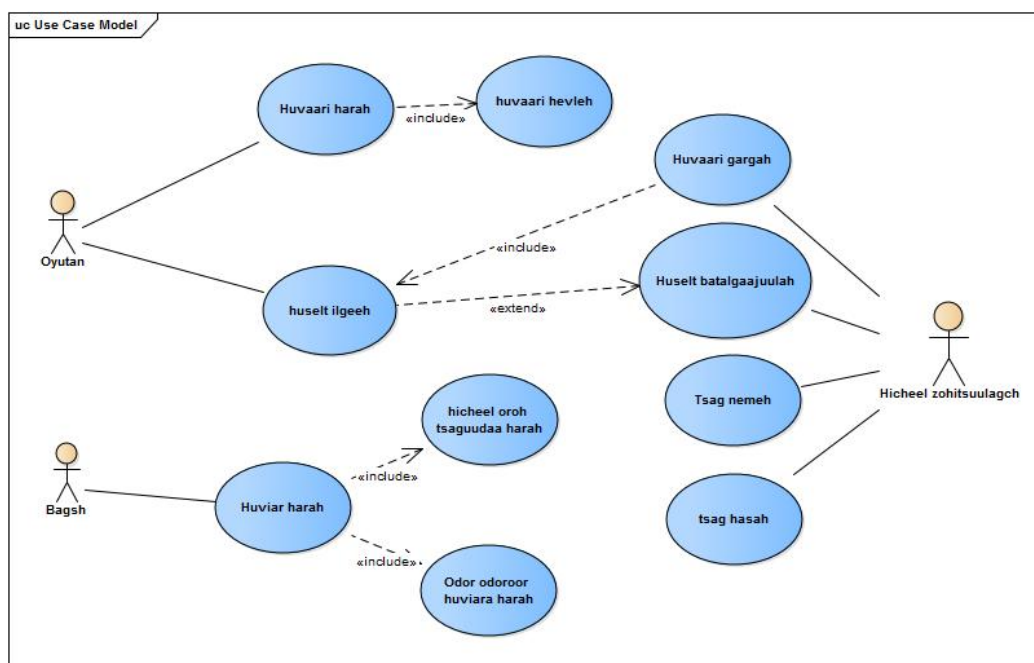 uc Use Case Model
Huvaari harah
«include»
huvaari hevleh
Huvaari gargah
Oyutan
«include»
huselt ilgeeh
«extend»
Huselt batalgaajuulah
Hicheel zohitsuulagch
Tsag nemeh
hicheel oroh
tsaguudaa harah
Bagsh
Huviar harah
«include»
tsag hasah
«include»
Odor odoroor
huviara harah